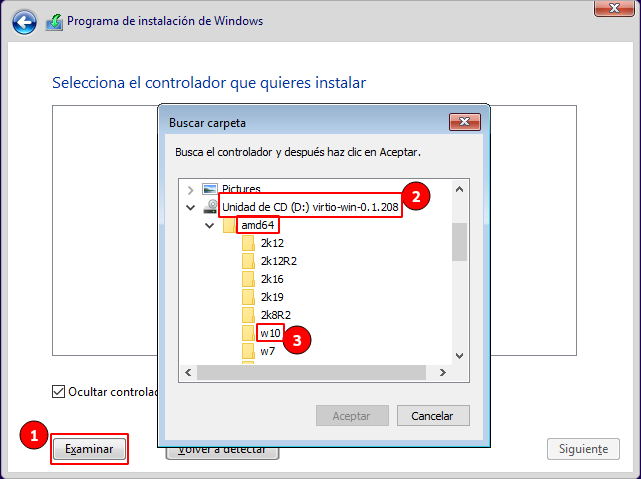 Programa de instalación de Windows
Selecciona el controlador que quieres instalar
Buscar carpeta
Busca el controlador y después haz clic en Aceptar.
Pictures
2
Unidad de CD (D:) virtio-win-0.1.208
amd64
2k12
2k12R2
2k16
2k19
2k8R2
w10
3
w7
Ocultar controlad
Aceptar
Cancelar
1
Examinar
Volver a detectar
Siguiente